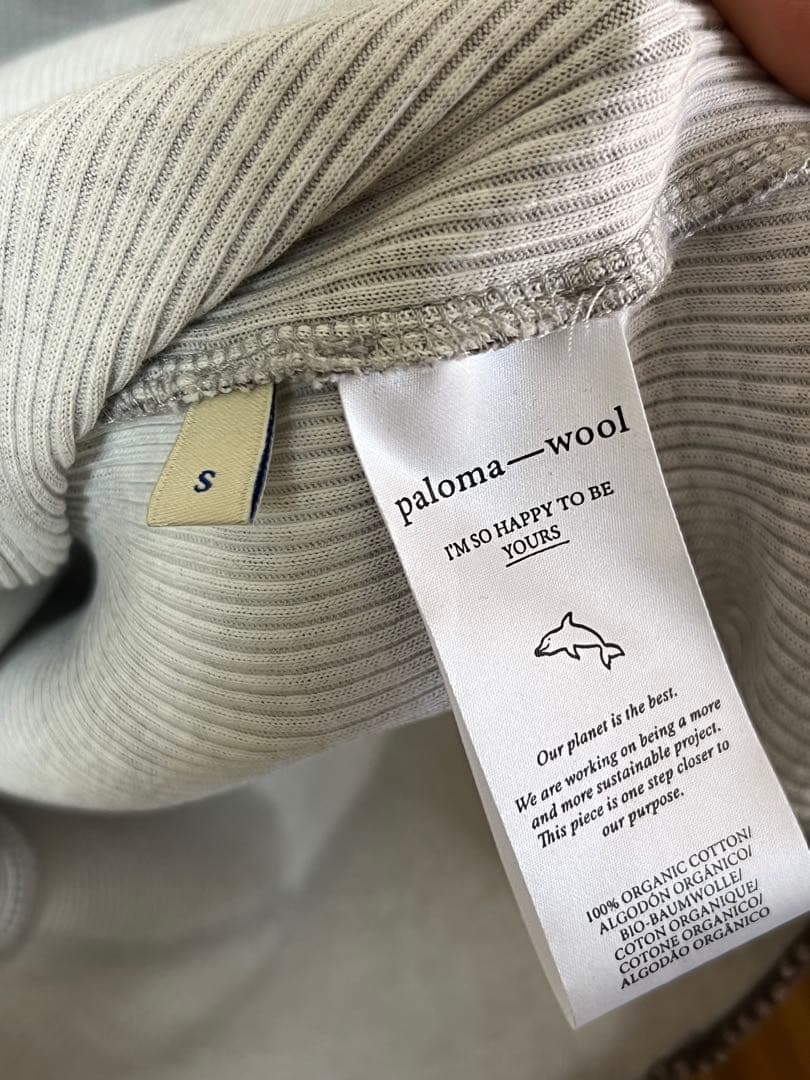 S
paloma—wool
I'M SO HAPPY TO BE
YOURS
Our planet is the best.
We are working on being a more
and more sustainable project.
This piece is one step closer to
our purpose.
100% ORGANIC COTTON/
ALGODÓN ORGÁNICO/
BIO-BAUMWOLLE/
COTON ORGANIQUE/
COTONE ORGANICO/
ALGODÃO ORGÂNICO